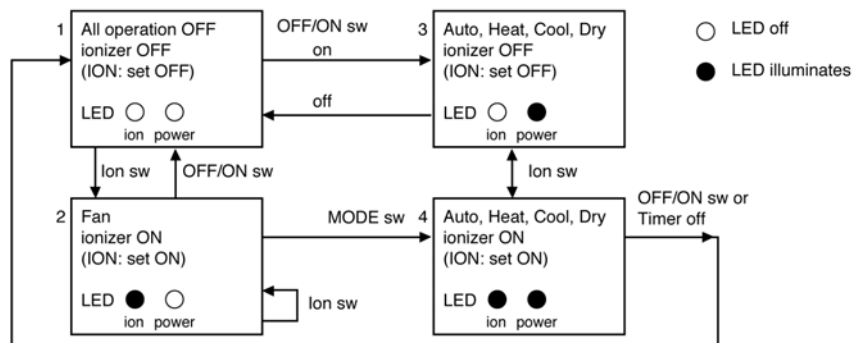 1
All operation OFF
ionizer OFF
(ION: set OFF)
LED
ion power
OFF/ON sw
on
off
3
Auto, Heat, Cool, Dry
ionizer OFF
(ION: set OFF)
LED
ion power
LED off
LED illuminates
Ion sw
OFF/ON sw
Ion sw
2
Fan
ionizer ON
(ION: set ON)
LED
ion power
Ion sw
MODE sw
4
Auto, Heat, Cool, Dry
ionizer ON
(ION: set ON)
LED
ion power
OFF/ON sw or
Timer off